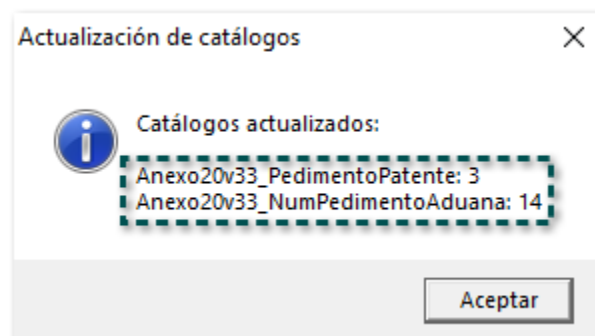 Actualización de catálogos
Catálogos actualizados:
Anexo20v33_PedimentoPatente: 3
Anexo20v33_NumPedimentoAduana: 14
Aceptar